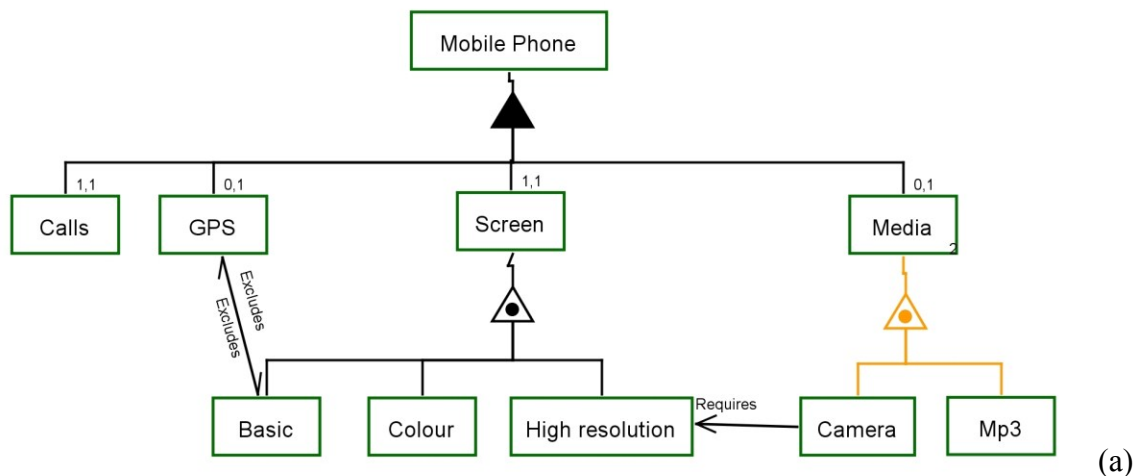 Mobile Phone
1,1
0,1
1,1
0,1
Calls
GPS
Screen
Media
2
Excludes
Excludes
Requires
Basic
Colour
High resolution
Camera
Mp3
(a)